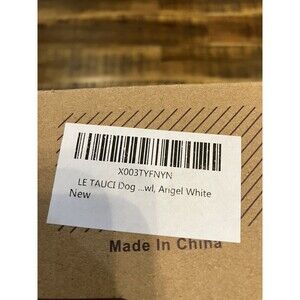 X003TYFNYN
LE TAUCI Dog ...wl, Angel White
New
Made In China